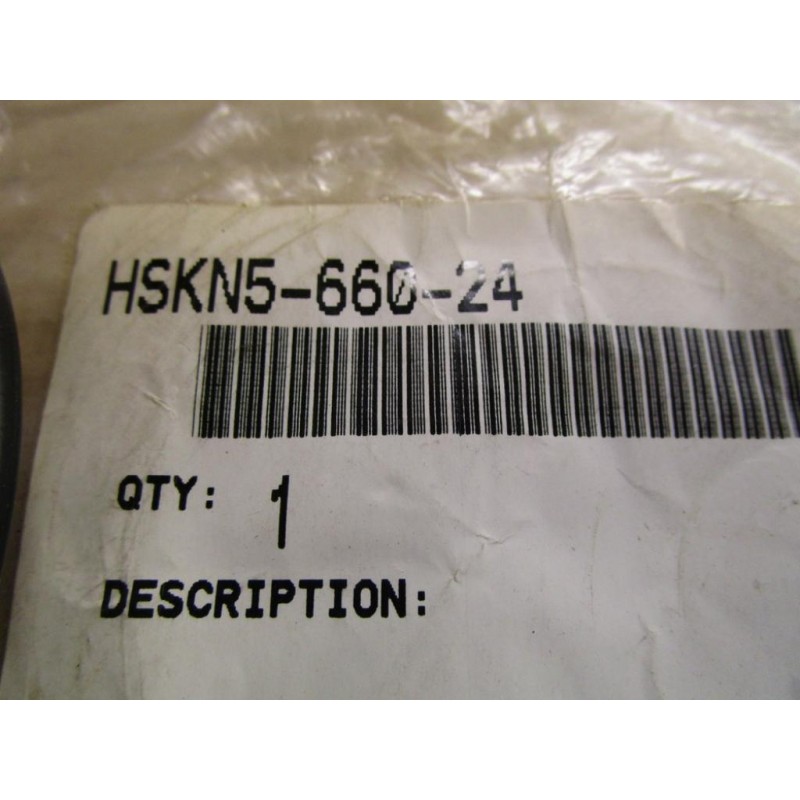 HSKN5-660-24
QTY: 1
DESCRIPTION: